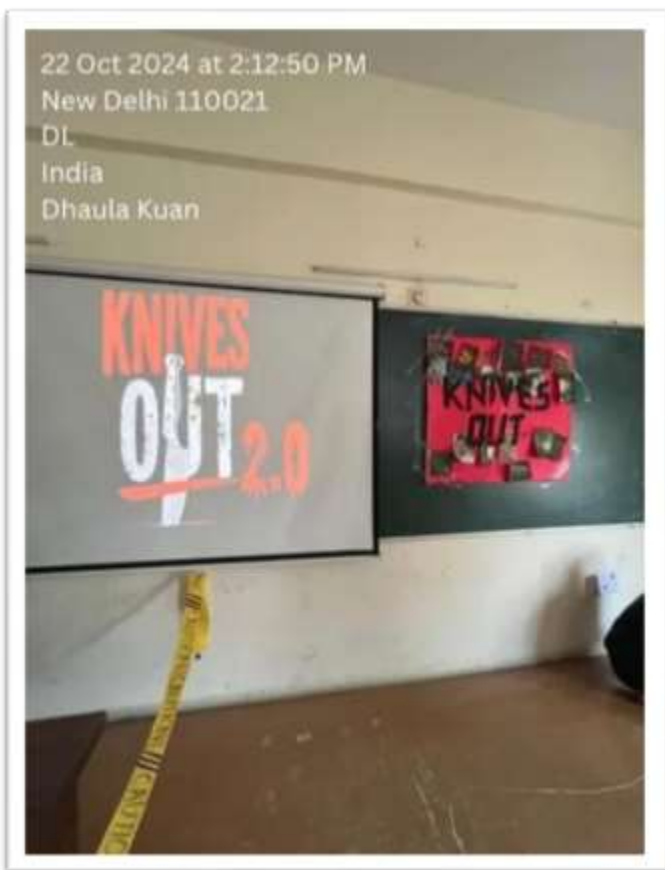 22 Oct 2024 at 2:12:50 PM
New Delhi 110021
DL
India
Dhaula Kuan
KNIVES
OUT 2.0
KNIVES
OUT